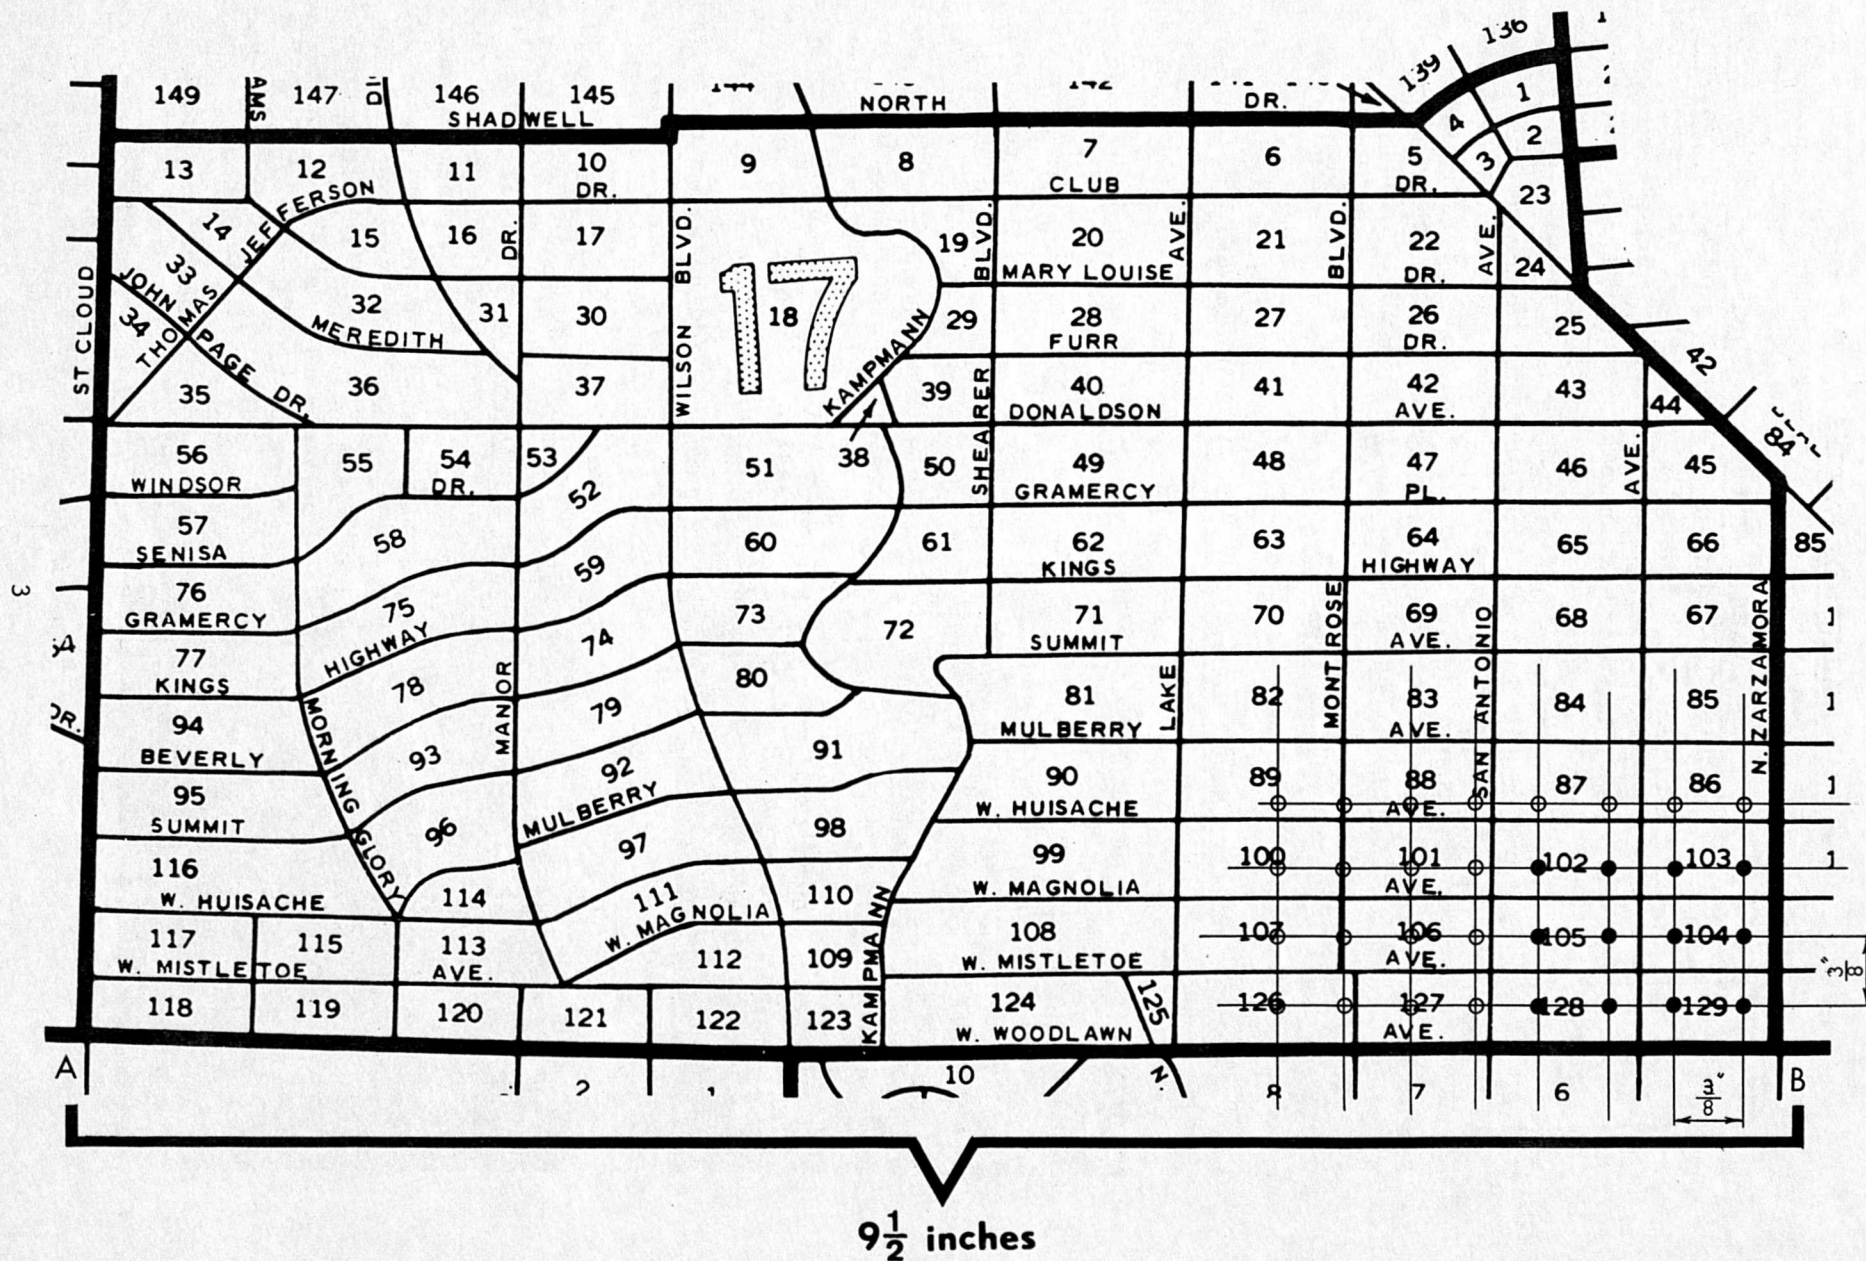 136
139
149 AMS 147 146 145 NORTH DR.
SHADWELL
1
4 2
13 12 11 10 9 8 7 6 5 3
DR. CLUB DR. 23
JEFFERSON
14 15 16 DR. 17 19 20 21 22
WILSON BLVD. BLVD. AVE. BLVD. AVE.
MARY LOUISE DR. 24
17
ST CLOUD
33 JOHN PAGE DR.
34 THOMAS
32 31 30 18 29 28 27 26 25
MEREDITH KAMPMANN FURR DR. 42
35 36 37 39 40 41 42 43 44
SHEARER DONALDSON AVE. 84
56 55 54 53 51 38 50 49 48 47 46 AVE. 45
WINDSOR DR. 52 GRAMERCY PL.
57 58 59 60 61 62 63 64 65 66 85
SENISA KINGS HIGHWAY
3
76 75 74 73 72 71 70 69 68 67
GRAMERCY HIGHWAY SUMMIT AVE.
MONTROSE SAN ANTONIO N. ZARZAMORA
77 78 MANOR 79 80 81 LAKE 82 83 84 85
KINGS MULBERRY AVE.
DR.
94 93 92 91 90 89 88 87 86
BEVERLY MORNING GLORY MULBERRY W. HUISACHE AVE.
95 96 97 98 99 100 101 102 103
SUMMIT W. MAGNOLIA AVE.
116 114 111 110 108 107 106 105 104
W. HUISACHE W. MAGNOLIA KAMPMANN W. MISTLETOE AVE.
117 115 113 112 109
W. MISTLETOE AVE.
3/8"
118 119 120 121 122 123 124 125 126 127 128 129
W. WOODLAWN AVE.
A 2 1 10 N. 8 7 6 3/8" B
9 1/2 inches